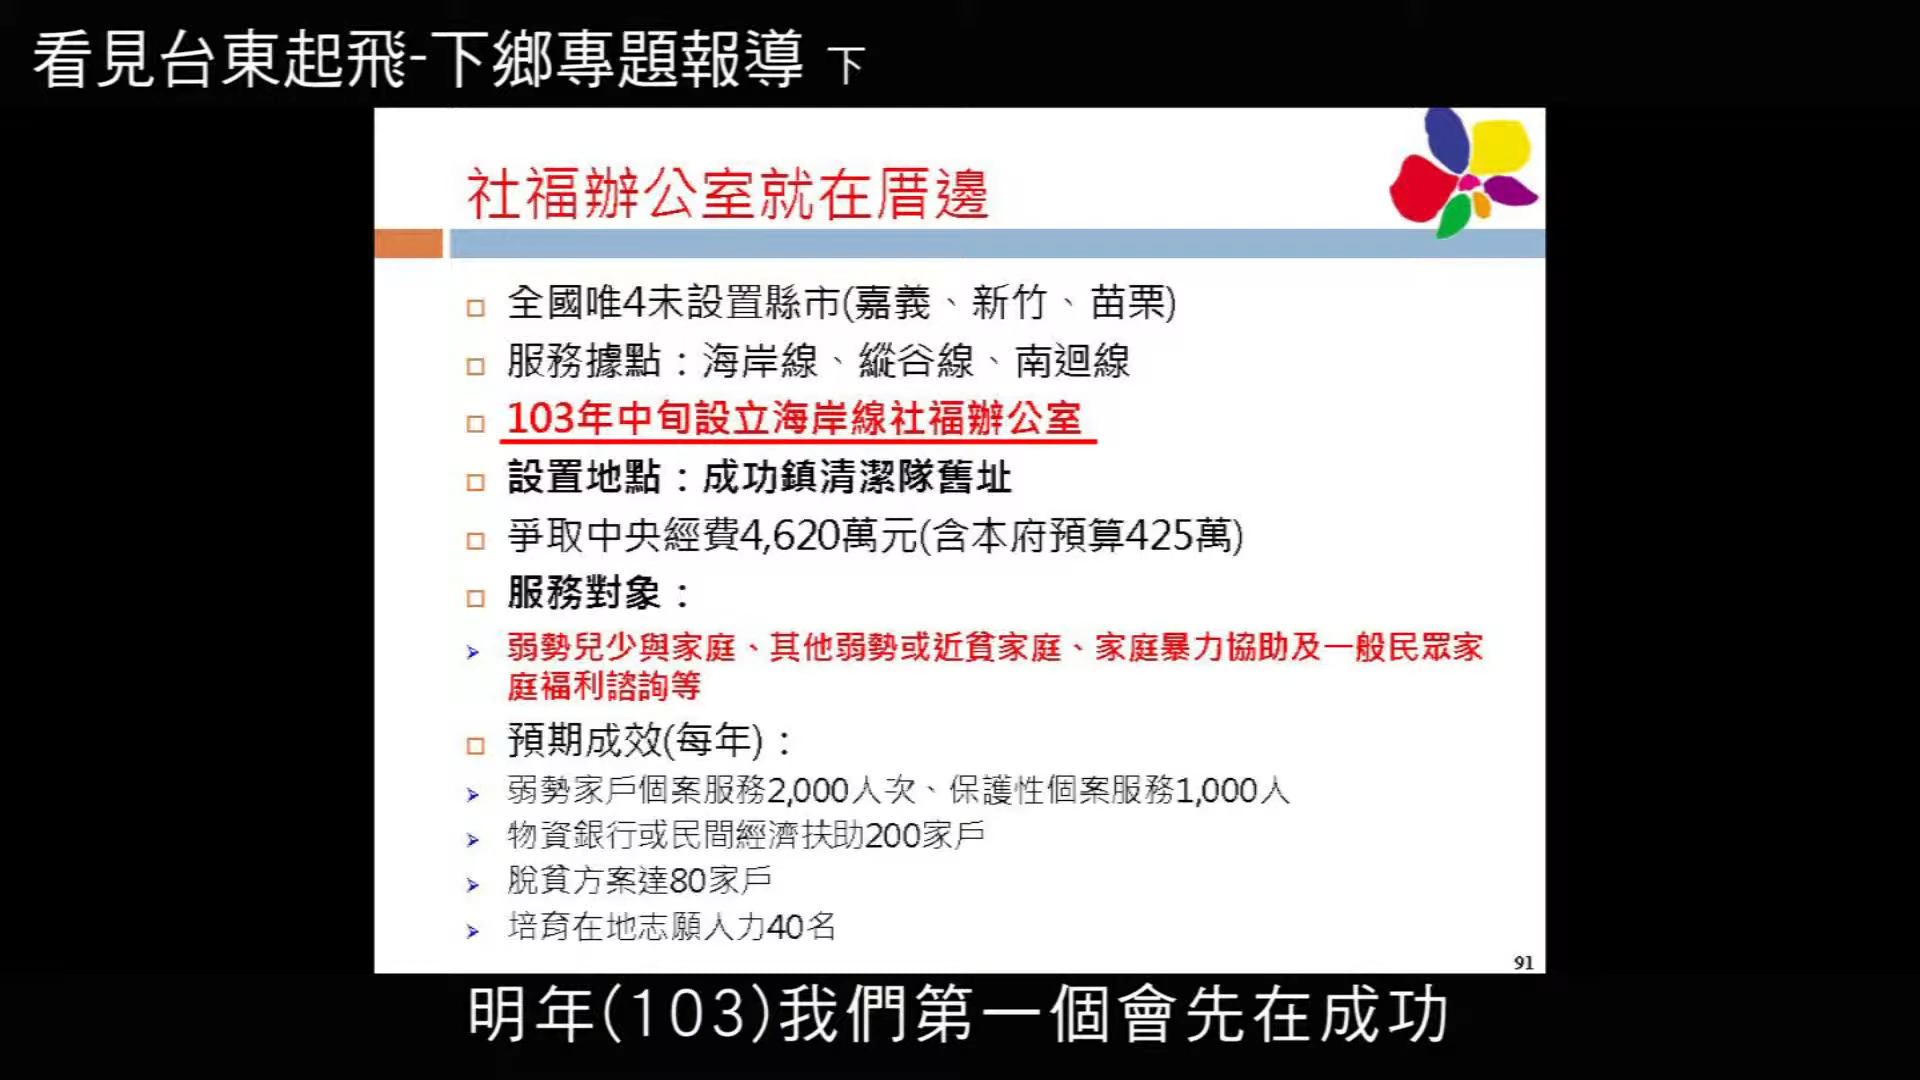 看見台東起飛-下鄉專題報導 下
社福辦公室就在厝邊
全國唯4未設置縣市(嘉義、新竹、苗栗)
服務據點：海岸線、縱谷線、南迴線
103年中旬設立海岸線社福辦公室
設置地點：成功鎮清潔隊舊址
爭取中央經費4,620萬元(含本府預算425萬)
服務對象：
弱勢兒少與家庭、其他弱勢或近貧家庭、家庭暴力協助及一般民眾家
庭福利諮詢等
預期成效(每年)：
弱勢家戶個案服務2,000人次、保護性個案服務1,000人
物資銀行或民間經濟扶助200家戶
脫貧方案達80家戶
培育在地志願人力40名
91
明年(103)我們第一個會先在成功